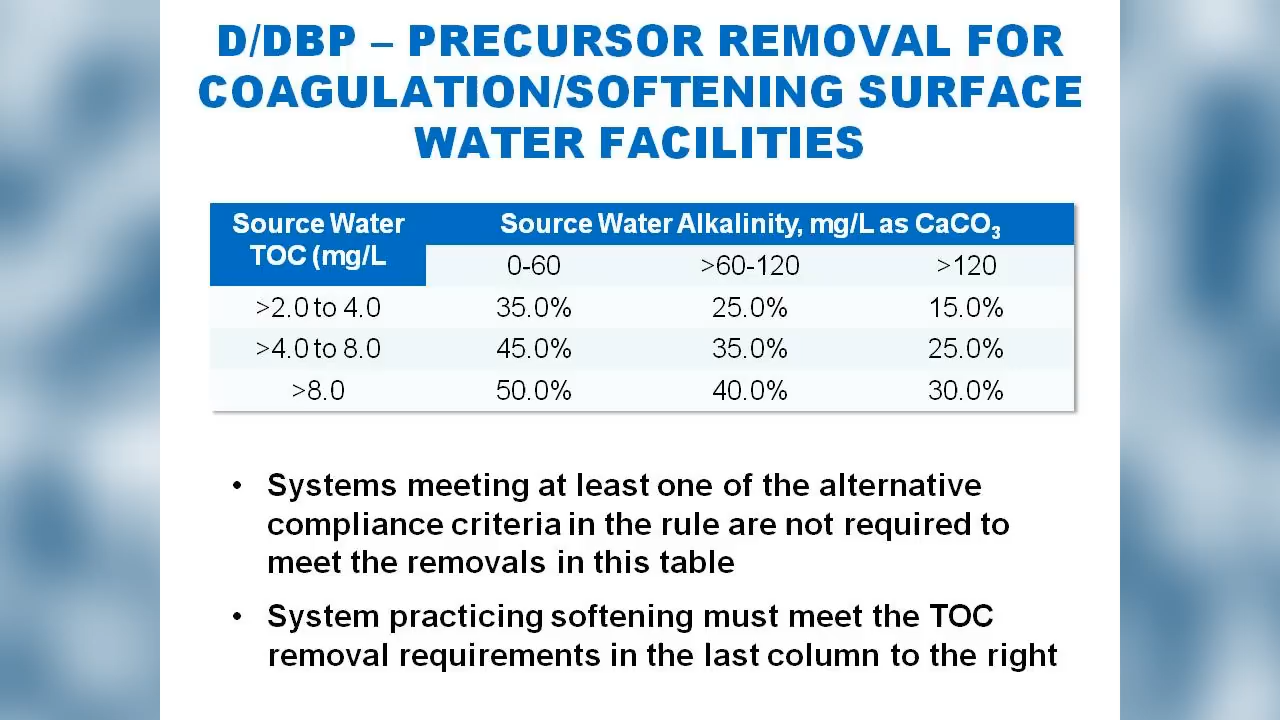 D/DBP – PRECURSOR REMOVAL FOR
COAGULATION/SOFTENING SURFACE
WATER FACILITIES
Source Water Source Water Alkalinity, mg/L as CaCO₃
TOC (mg/L
0-60 >60-120 >120
>2.0 to 4.0 35.0% 25.0% 15.0%
>4.0 to 8.0 45.0% 35.0% 25.0%
>8.0 50.0% 40.0% 30.0%
• Systems meeting at least one of the alternative
compliance criteria in the rule are not required to
meet the removals in this table
• System practicing softening must meet the TOC
removal requirements in the last column to the right